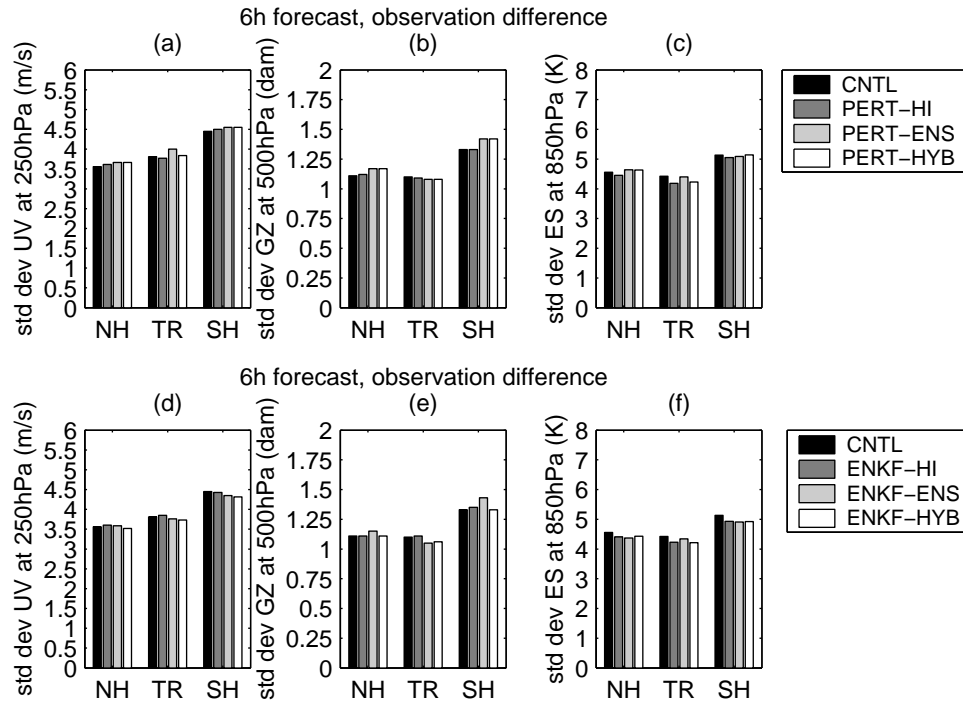 6h forecast, observation difference
(a)
(b)
(c)
std dev UV at 250hPa (m/s)
6
5.5
5
4.5
4
3.5
3
2.5
2
1.5
1
0.5
0
NH TR SH
std dev GZ at 500hPa (dam)
2
1.75
1.5
1.25
1
0.75
0.5
0.25
0
NH TR SH
std dev ES at 850hPa (K)
8
7
6
5
4
3
2
1
0
NH TR SH
CNTL
PERT−HI
PERT−ENS
PERT−HYB
6h forecast, observation difference
(d)
(e)
(f)
std dev UV at 250hPa (m/s)
6
5.5
5
4.5
4
3.5
3
2.5
2
1.5
1
0.5
0
NH TR SH
std dev GZ at 500hPa (dam)
2
1.75
1.5
1.25
1
0.75
0.5
0.25
0
NH TR SH
std dev ES at 850hPa (K)
8
7
6
5
4
3
2
1
0
NH TR SH
CNTL
ENKF−HI
ENKF−ENS
ENKF−HYB